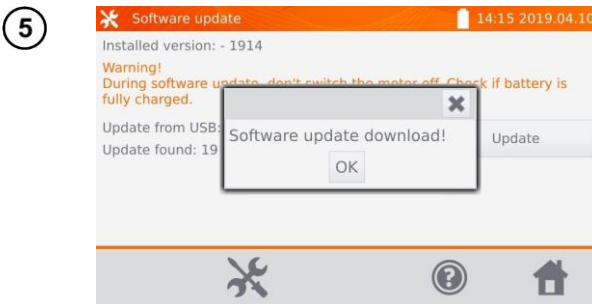 5
Software update
14:15 2019.04.10
Installed version: - 1914
Warning!
During software update, don't switch the meter off. Check if battery is
fully charged.
Update from USB:
Update found: 19
Update
Software update download!
OK